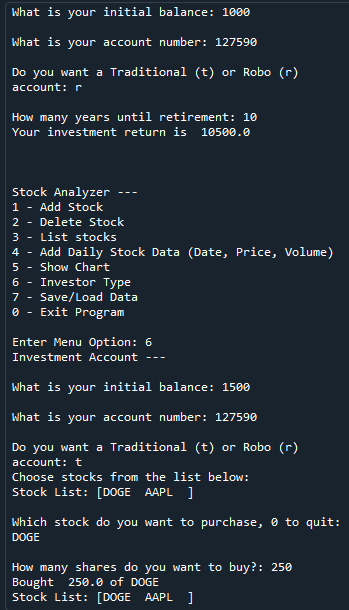 What is your initial balance: 1000
What is your account number: 127590
Do you want a Traditional (t) or Robo (r)
account: r
How many years until retirement: 10
Your investment return is  10500.0
Stock Analyzer ---
1 - Add Stock
2 - Delete Stock
3 - List stocks
4 - Add Daily Stock Data (Date, Price, Volume)
5 - Show Chart
6 - Investor Type
7 - Save/Load Data
0 - Exit Program
Enter Menu Option: 6
Investment Account ---
What is your initial balance: 1500
What is your account number: 127590
Do you want a Traditional (t) or Robo (r)
account: t
Choose stocks from the list below:
Stock List: [DOGE  AAPL  ]
Which stock do you want to purchase, 0 to quit:
DOGE
How many shares do you want to buy?: 250
Bought  250.0 of DOGE
Stock List: [DOGE  AAPL  ]